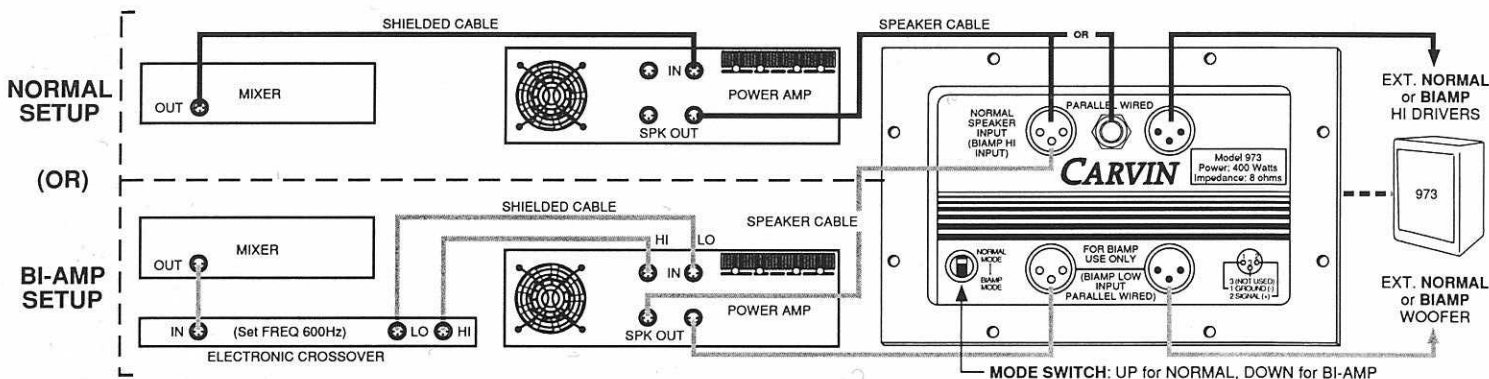 NORMAL
SETUP
(OR)
BI-AMP
SETUP
SHIELDED CABLE
OUT
MIXER
IN
POWER AMP
SPK OUT
SPEAKER CABLE
OR
NORMAL
SPEAKER
INPUT
(BIAMP HI
INPUT)
PARALLEL WIRED
CARVIN
Model 973
Power: 400 Watts
Impedance: 8 ohms
EXT. NORMAL
or BIAMP
HI DRIVERS
973
SHIELDED CABLE
MIXER
OUT
IN
(Set FREQ 600Hz)
LO
HI
ELECTRONIC CROSSOVER
HI
LO
SPEAKER CABLE
IN
POWER AMP
SPK OUT
NORMAL
MODE
BIAMP
MODE
FOR BIAMP
USE ONLY
(BIAMP LOW
INPUT
PARALLEL WIRED)
1
2
3
3 (NOT USED)
1 GROUND (-)
2 SIGNAL (+)
EXT. NORMAL
or BIAMP
WOOFER
MODE SWITCH: UP for NORMAL, DOWN for BI-AMP